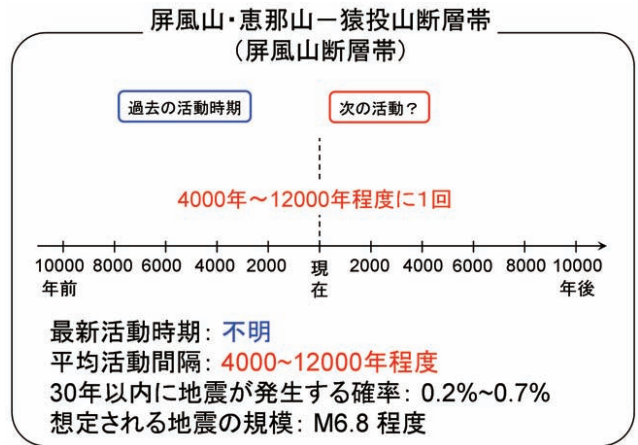 屏風山・恵那山－猿投山断層帯
（屏風山断層帯）
過去の活動時期
次の活動？
4000年～12000年程度に1回
10000 8000 6000 4000 2000 現在 2000 4000 6000 8000 10000
年前 年後
最新活動時期： 不明
平均活動間隔： 4000~12000年程度
30年以内に地震が発生する確率： 0.2%~0.7%
想定される地震の規模： M6.8 程度